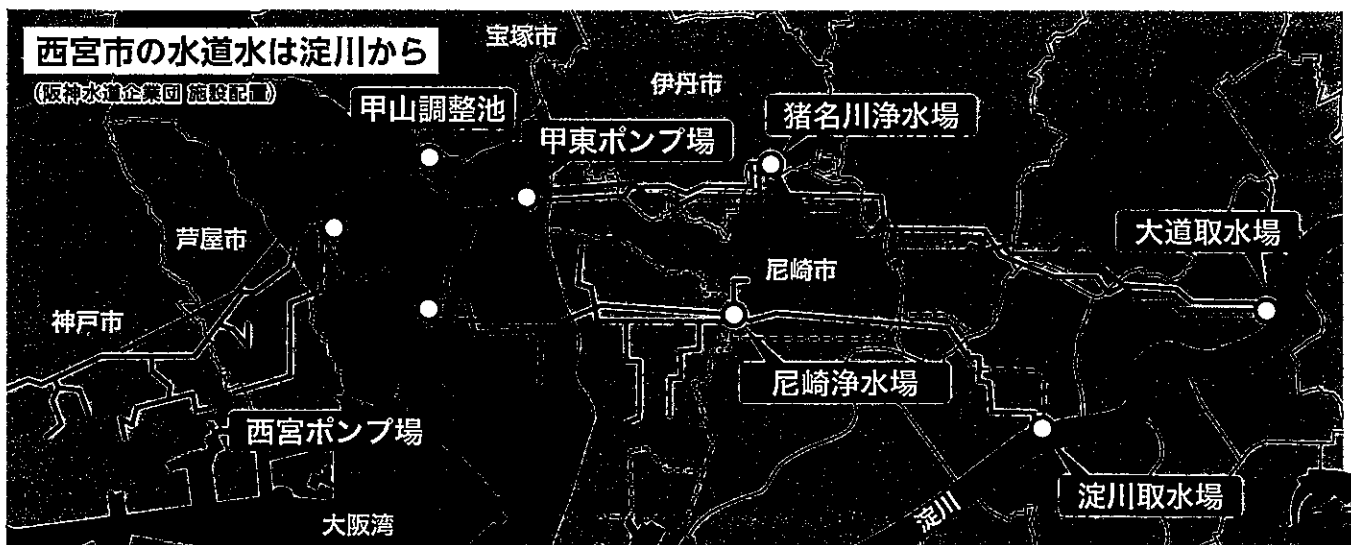 西宮市の水道水は淀川から
(阪神水道企業団 施設配置)
宝塚市
伊丹市
甲山調整池
甲東ポンプ場
猪名川浄水場
芦屋市
大道取水場
尼崎市
神戸市
尼崎浄水場
西宮ポンプ場
淀川取水場
淀川
大阪湾